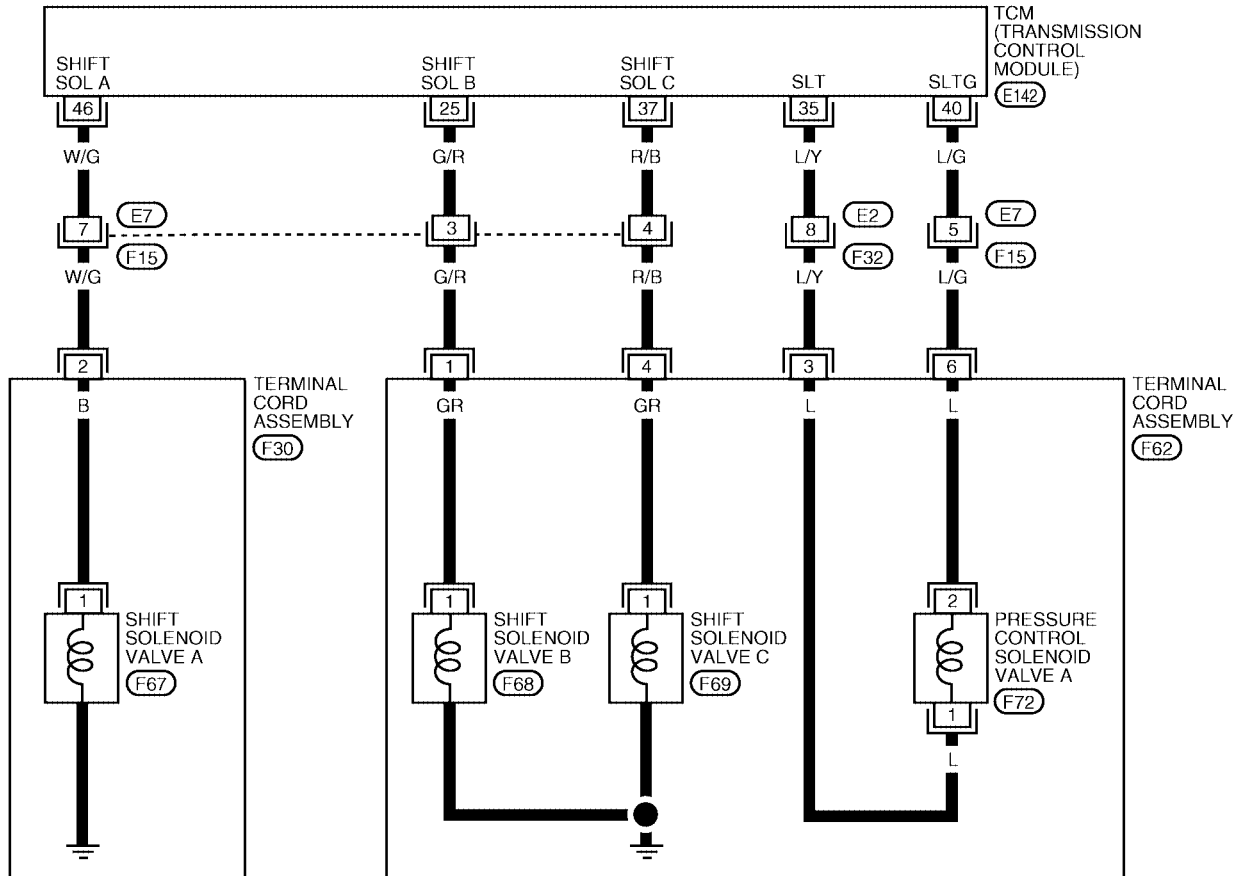 TCM
(TRANSMISSION
CONTROL
MODULE)
E142
SHIFT
SOL A
SHIFT
SOL B
SHIFT
SOL C
SLT
SLTG
46
25
37
35
40
W/G
G/R
R/B
L/Y
L/G
7
E7
F15
3
4
8
E2
F32
5
E7
F15
W/G
G/R
R/B
L/Y
L/G
2
1
4
3
6
TERMINAL
CORD
ASSEMBLY
F30
TERMINAL
CORD
ASSEMBLY
F62
B
GR
GR
L
L
1
SHIFT
SOLENOID
VALVE A
F67
1
SHIFT
SOLENOID
VALVE B
F68
1
SHIFT
SOLENOID
VALVE C
F69
2
PRESSURE
CONTROL
SOLENOID
VALVE A
F72
1
L